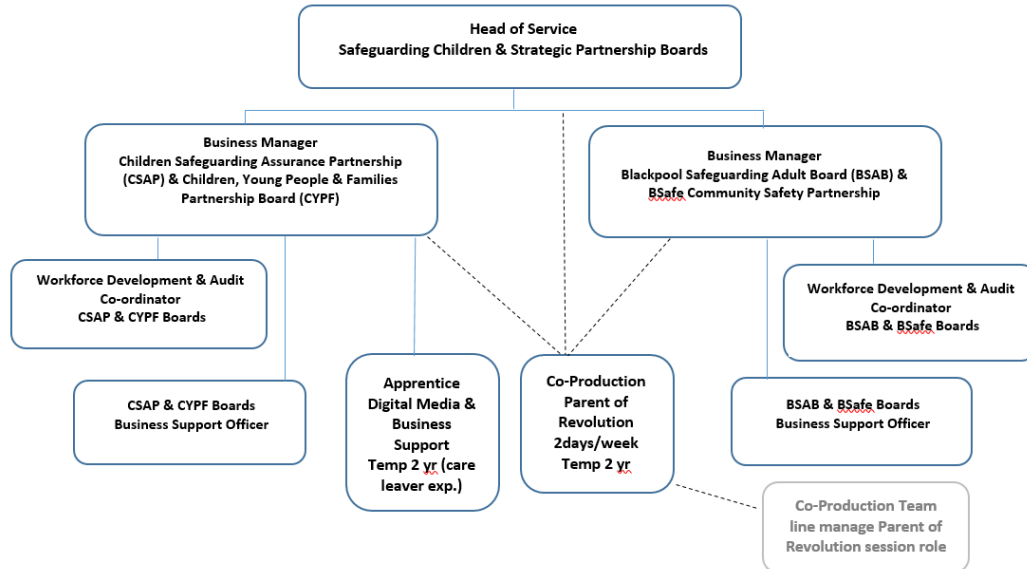 Head of Service
Safeguarding Children & Strategic Partnership Boards
Business Manager
Children Safeguarding Assurance Partnership
(CSAP) & Children, Young People & Families
Partnership Board (CYPF)
Business Manager
Blackpool Safeguarding Adult Board (BSAB) &
BSafe Community Safety Partnership
Workforce Development & Audit
Co-ordinator
CSAP & CYPF Boards
Workforce Development & Audit
Co-ordinator
BSAB & BSafe Boards
CSAP & CYPF Boards
Business Support Officer
Apprentice
Digital Media &
Business
Support
Temp 2 yr (care
leaver exp.)
Co-Production
Parent of
Revolution
2days/week
Temp 2 yr
BSAB & BSafe Boards
Business Support Officer
Co-Production Team
line manage Parent of
Revolution session role